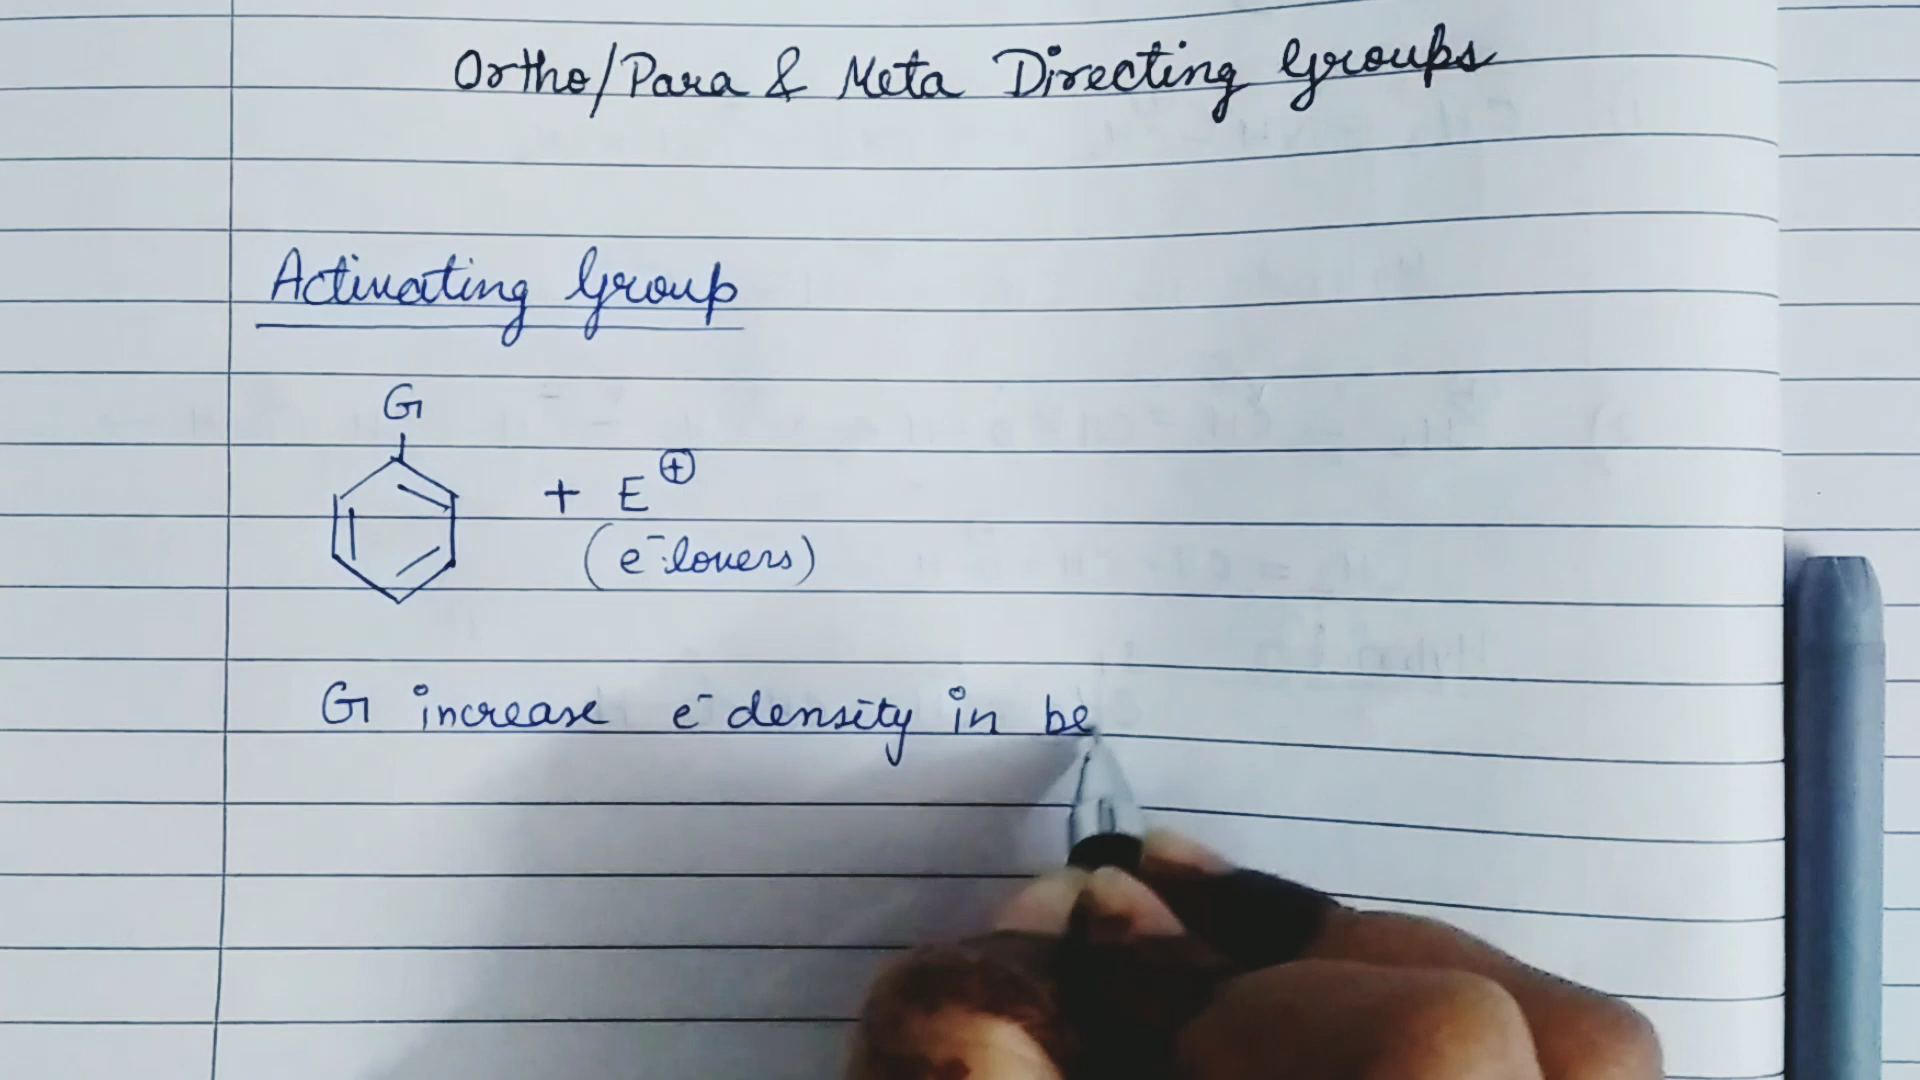 Ortho/Para & Meta Directing Groups
Activating Group
G
+ E⊕
(e⁻ lovers)
G increase e⁻ density in be